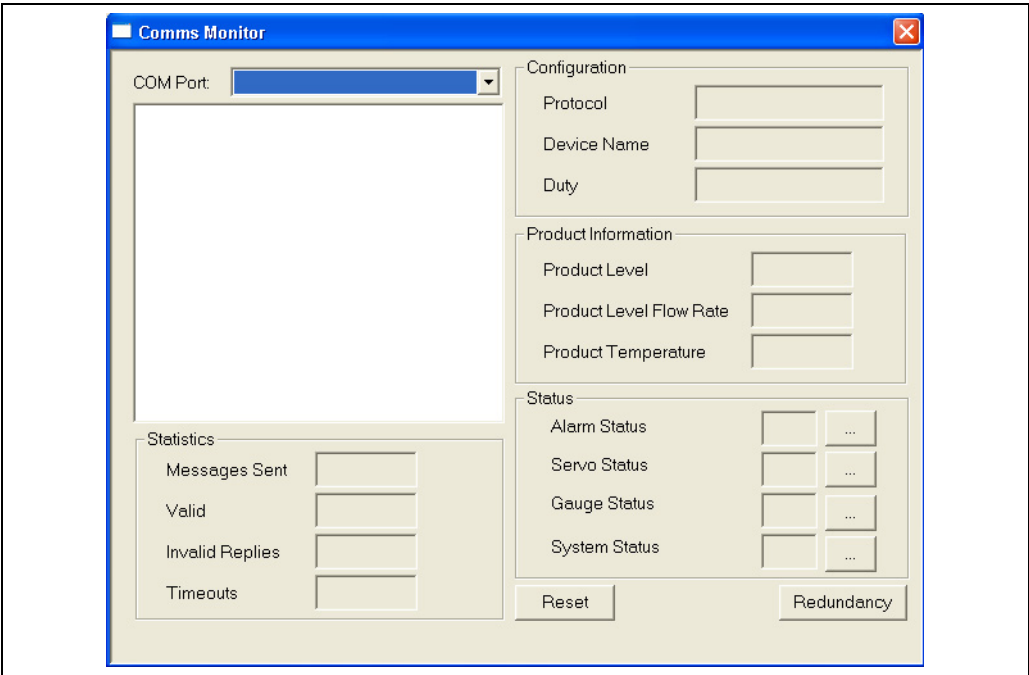 Comms Monitor
COM Port:
Configuration
Protocol
Device Name
Duty
Product Information
Product Level
Product Level Flow Rate
Product Temperature
Status
Alarm Status ...
Servo Status ...
Gauge Status ...
System Status ...
Statistics
Messages Sent
Valid
Invalid Replies
Timeouts
Reset
Redundancy